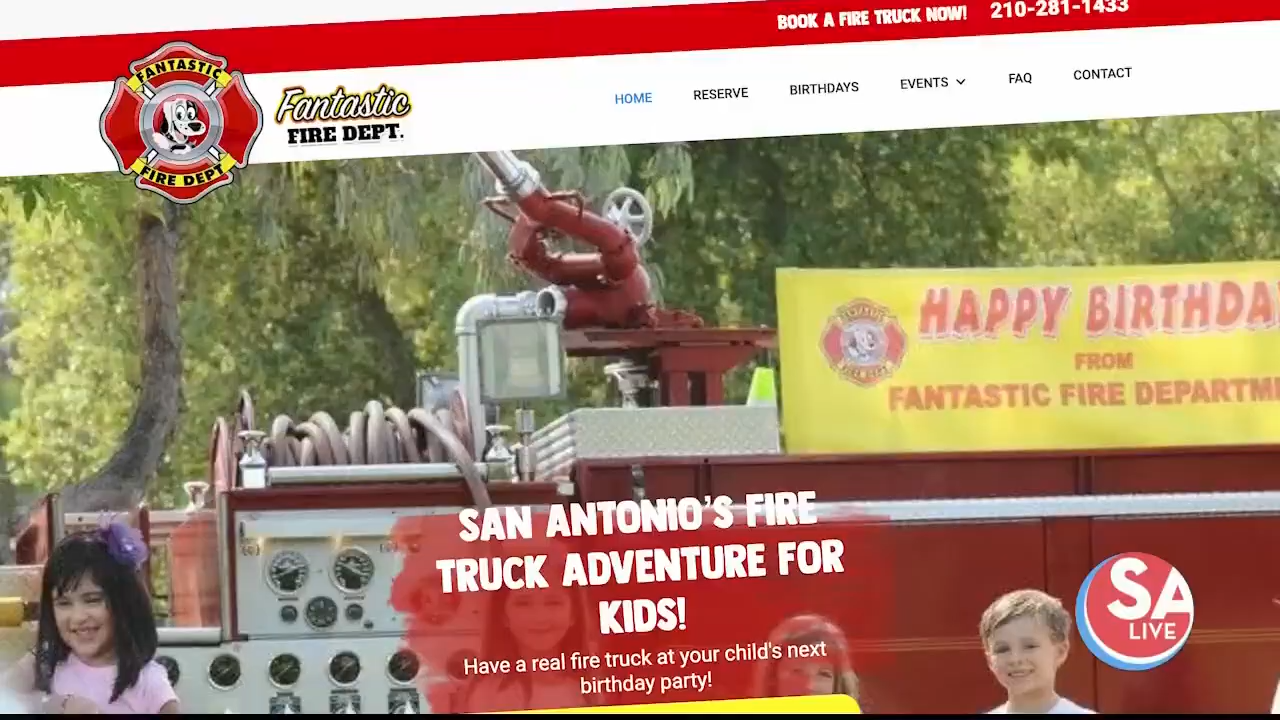 BOOK A FIRE TRUCK NOW! 210-281-1433
FANTASTIC
FIRE DEPT
Fantastic
FIRE DEPT.
HOME RESERVE BIRTHDAYS EVENTS FAQ CONTACT
HAPPY BIRTHDA
FROM
FANTASTIC FIRE DEPARTM
SAN ANTONIO'S FIRE
TRUCK ADVENTURE FOR
KIDS!
Have a real fire truck at your child's next
birthday party!
SA
LIVE